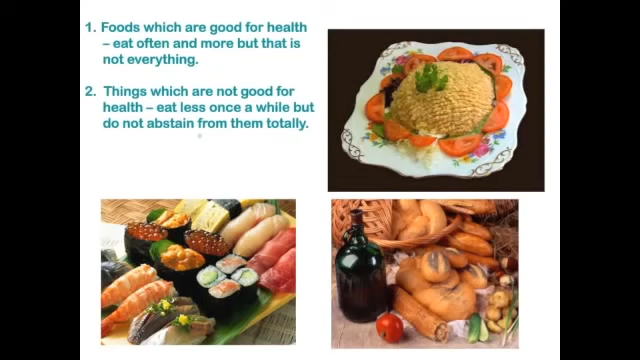 1. Foods which are good for health
– eat often and more but that is
not everything.
2. Things which are not good for
health – eat less once a while but
do not abstain from them totally.